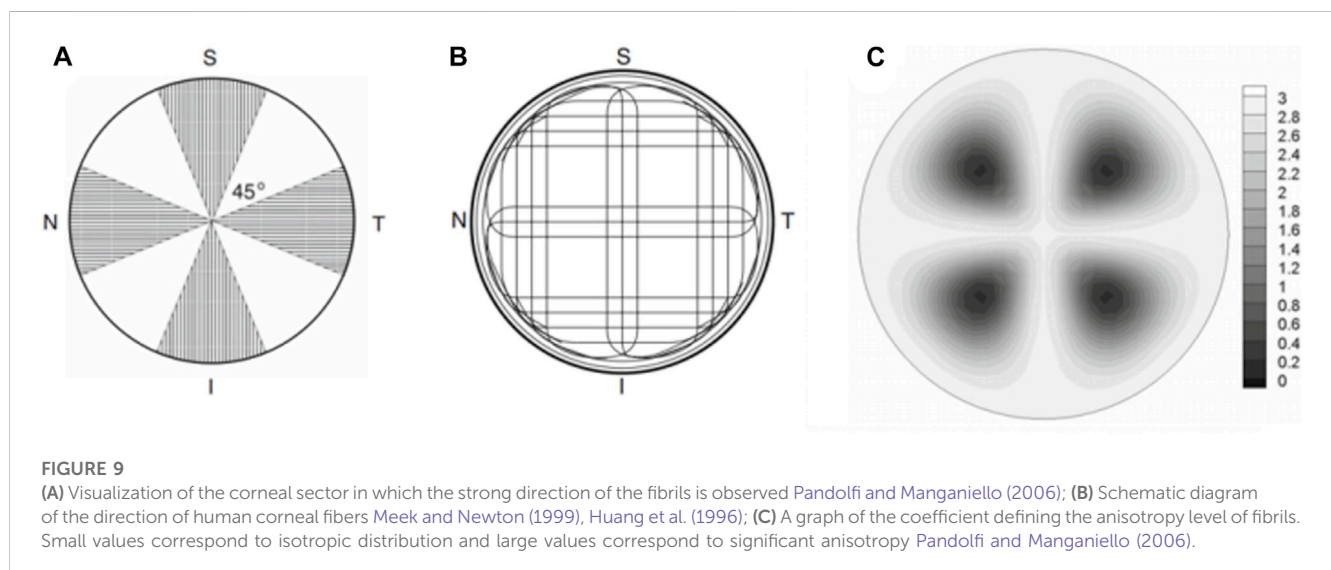 A
S
N
45°
T
I
B
S
N
T
I
C
3
2.8
2.6
2.4
2.2
2
1.8
1.6
1.4
1.2
1
0.8
0.6
0.4
0.2
0
FIGURE 9
(A) Visualization of the corneal sector in which the strong direction of the fibrils is observed Pandolfi and Manganiello (2006); (B) Schematic diagram
of the direction of human corneal fibers Meek and Newton (1999), Huang et al. (1996); (C) A graph of the coefficient defining the anisotropy level of fibrils.
Small values correspond to isotropic distribution and large values correspond to significant anisotropy Pandolfi and Manganiello (2006).